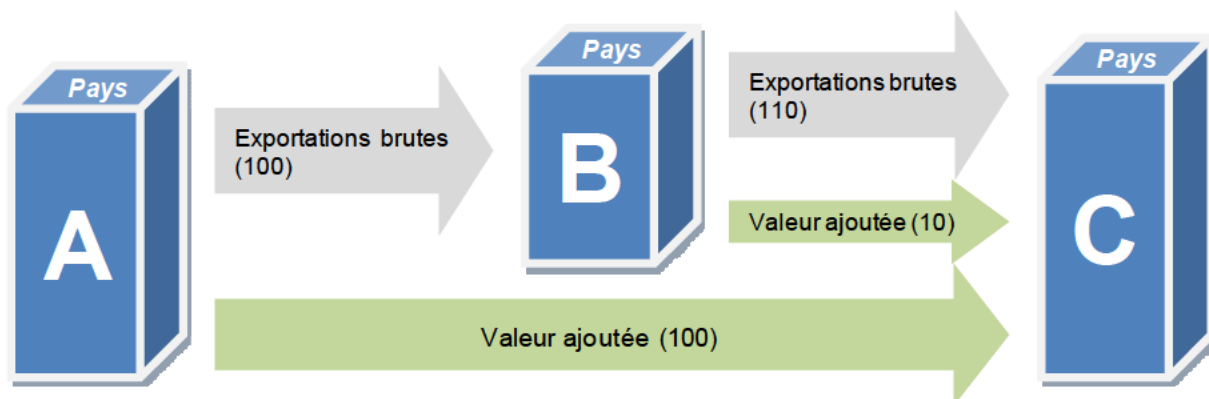 Pays
A
Exportations brutes
(100)
Pays
B
Exportations brutes
(110)
Valeur ajoutée (10)
Valeur ajoutée (100)
Pays
C